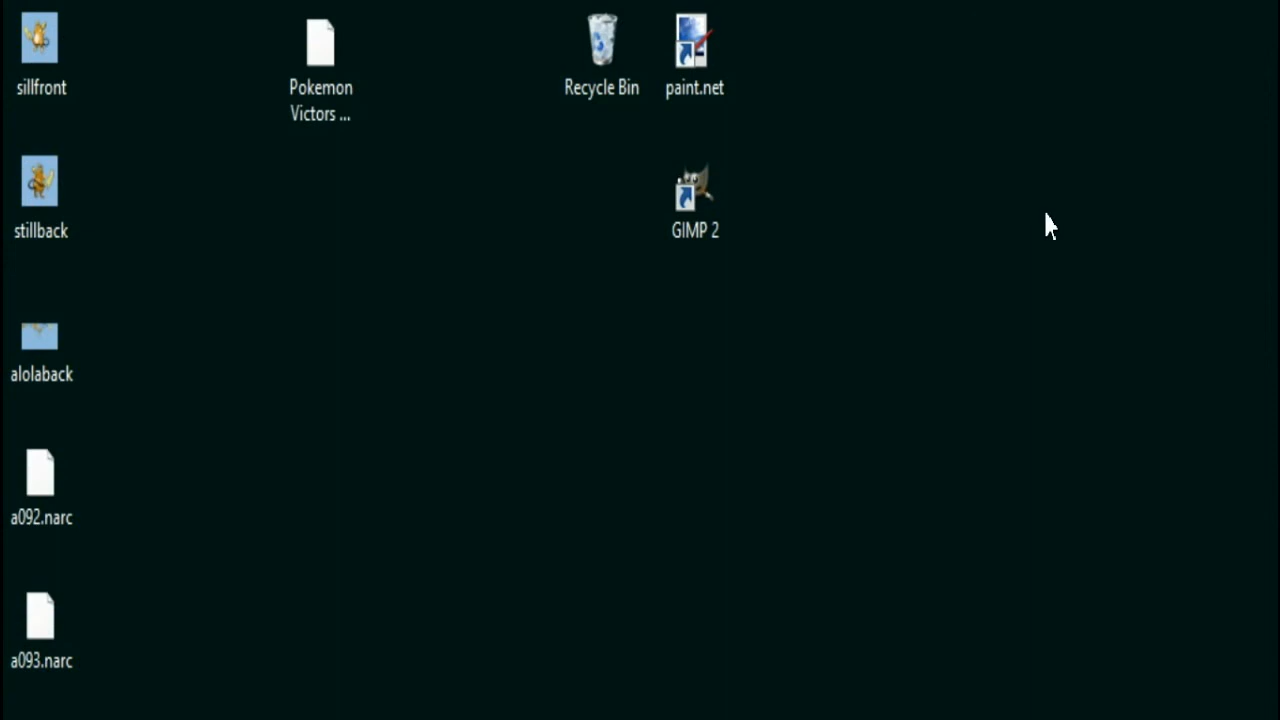 sillfront
Pokemon
Victors ...
Recycle Bin
paint.net
stillback
GIMP 2
alolaback
a092.narc
a093.narc